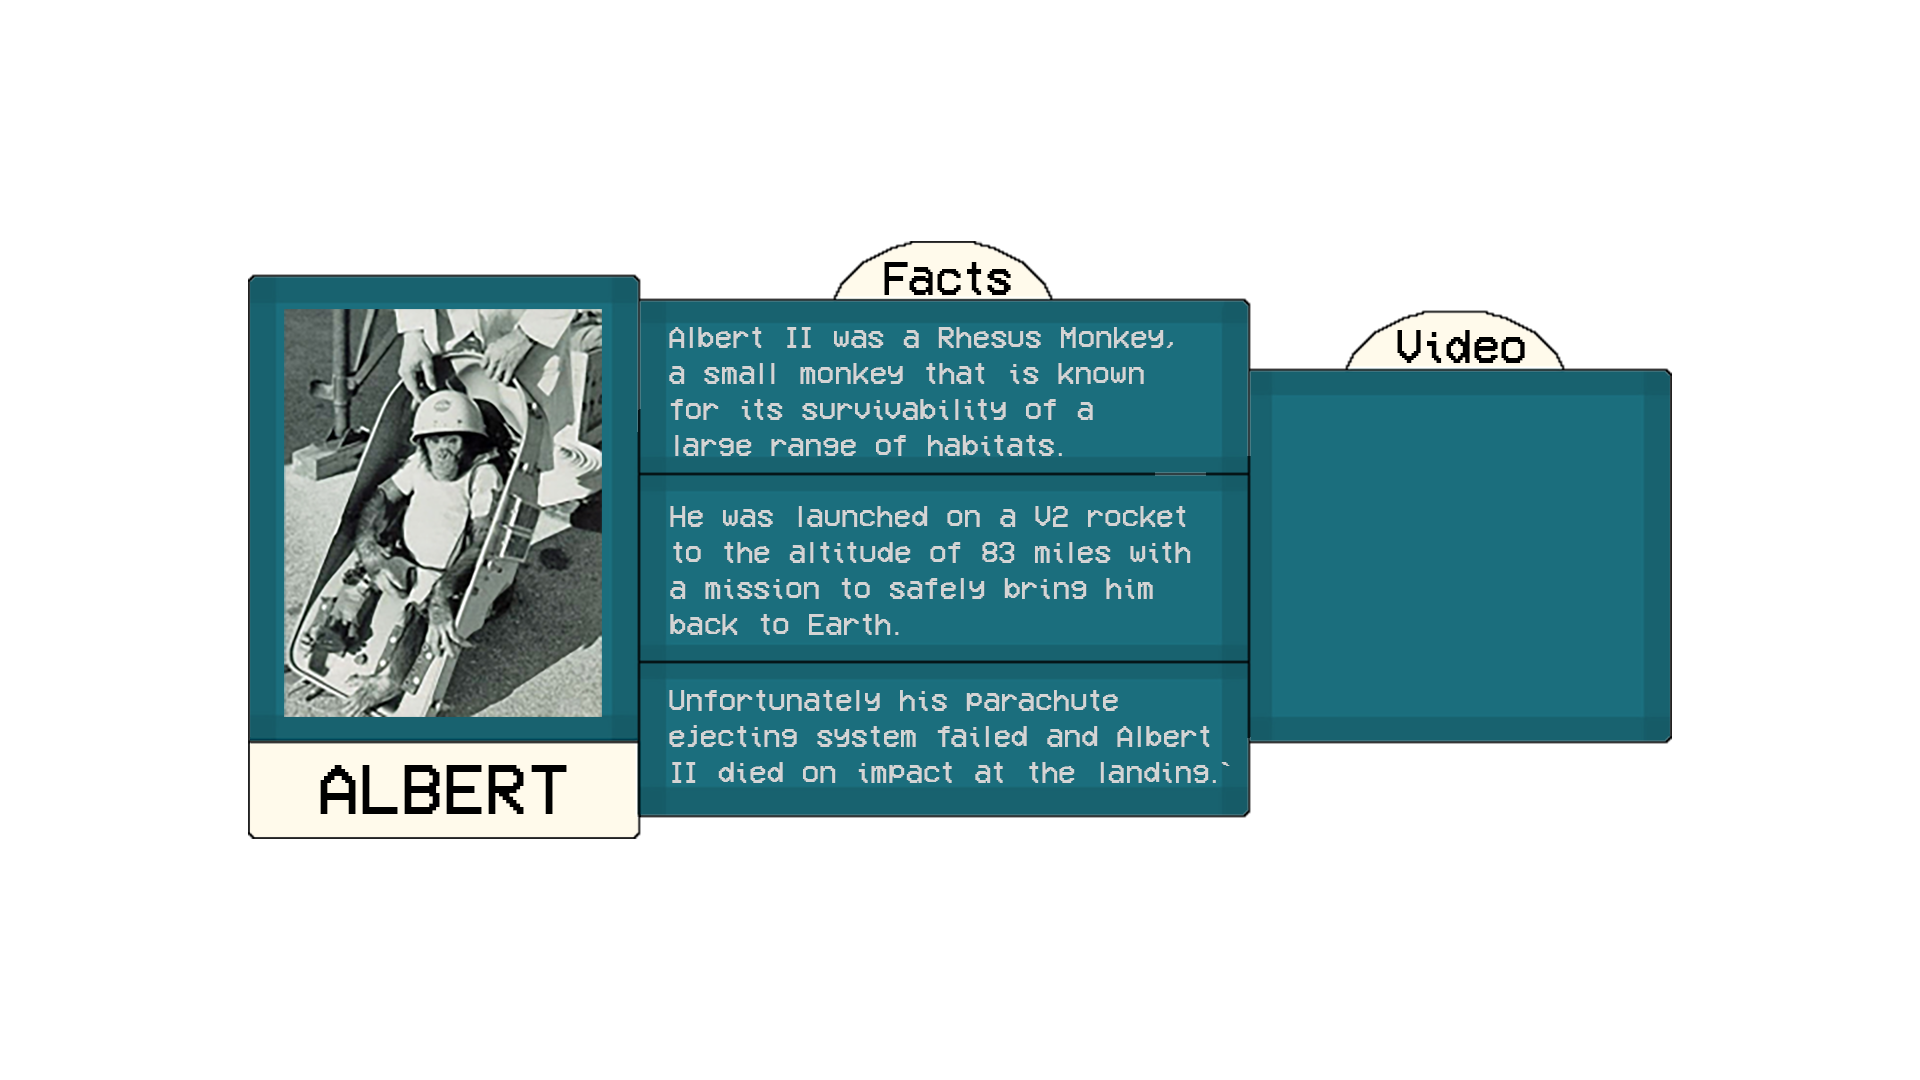 Facts
Video
Albert II was a Rhesus Monkey,
a small monkey that is known
for its survivability of a
large range of habitats.
He was launched on a V2 rocket
to the altitude of 83 miles with
a mission to safely bring him
back to Earth.
Unfortunately his parachute
ejecting system failed and Albert
II died on impact at the landing.`
ALBERT